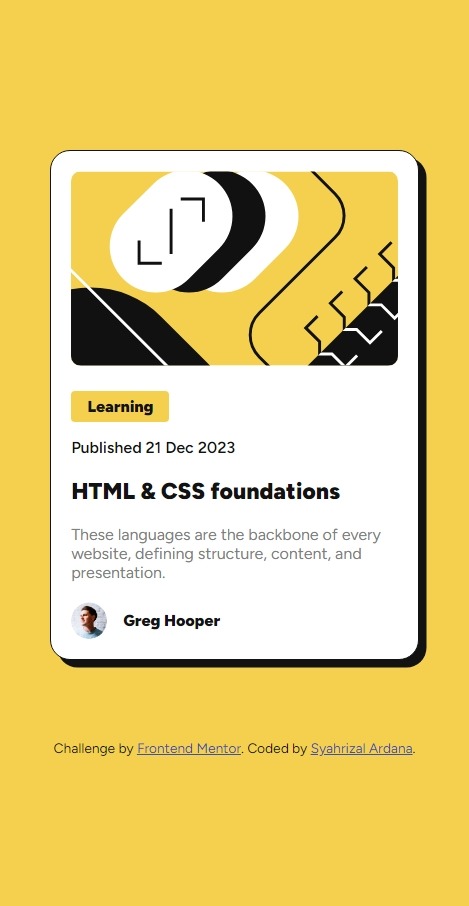 Learning
Published 21 Dec 2023
HTML & CSS foundations
These languages are the backbone of every
website, defining structure, content, and
presentation.
Greg Hooper
Challenge by Frontend Mentor. Coded by Syahrizal Ardana.